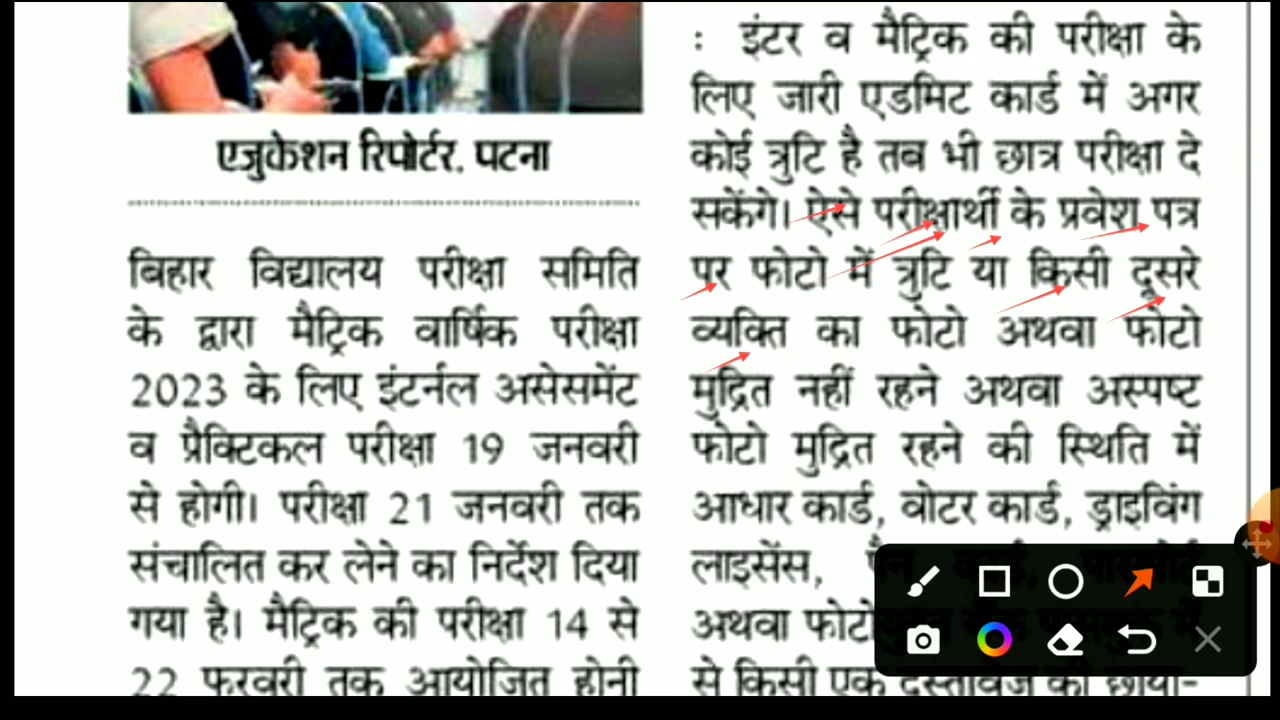 एजुकेशन रिपोर्टर. पटना
बिहार विद्यालय परीक्षा समिति
के द्वारा मैट्रिक वार्षिक परीक्षा
2023 के लिए इंटर्नल असेसमेंट
व प्रैक्टिकल परीक्षा 19 जनवरी
से होगी। परीक्षा 21 जनवरी तक
संचालित कर लेने का निर्देश दिया
गया है। मैट्रिक की परीक्षा 14 से
22 फरवरी तक आयोजित होनी
: इंटर व मैट्रिक की परीक्षा के
लिए जारी एडमिट कार्ड में अगर
कोई त्रुटि है तब भी छात्र परीक्षा दे
सकेंगे। ऐसे परीक्षार्थी के प्रवेश पत्र
पर फोटो में त्रुटि या किसी दूसरे
व्यक्ति का फोटो अथवा फोटो
मुद्रित नहीं रहने अथवा अस्पष्ट
फोटो मुद्रित रहने की स्थिति में
आधार कार्ड, वोटर कार्ड, ड्राइविंग
लाइसेंस, पैन
अथवा फोटो
से किसी एक दस्तावेज की छाया-